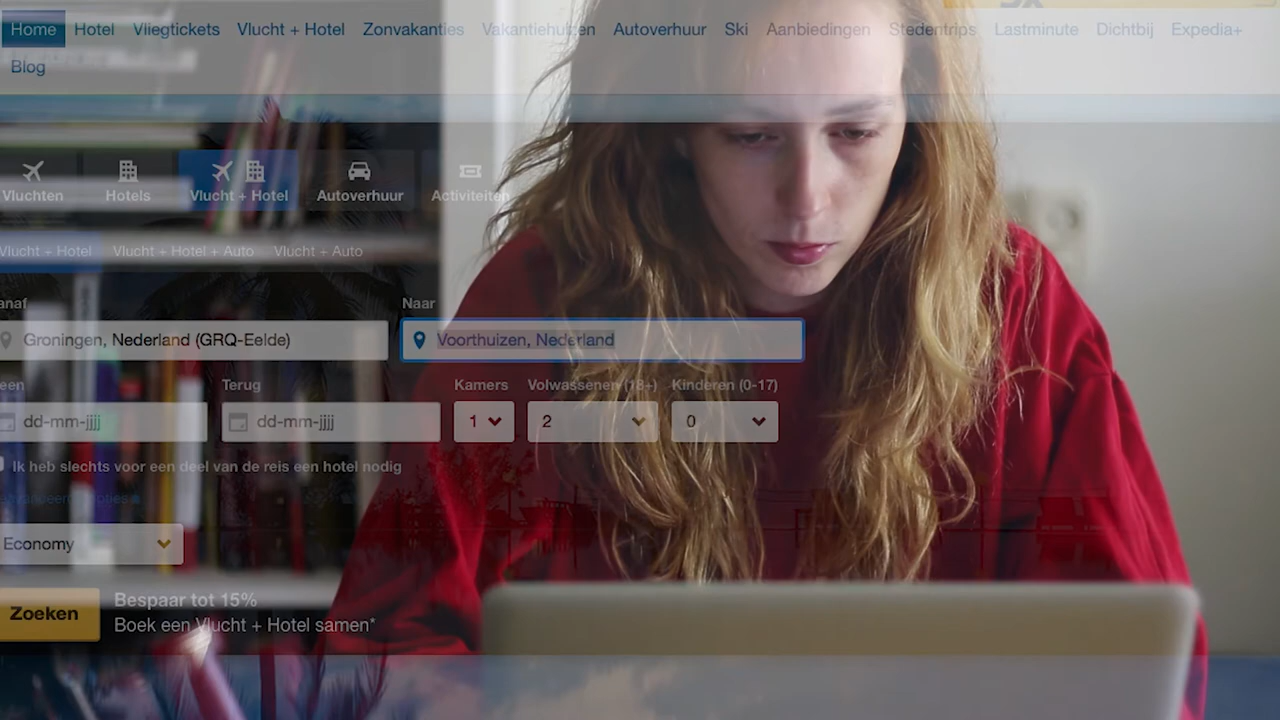 Home Hotel Vliegtickets Vlucht + Hotel Zonvakanties Vakantiehuizen Autoverhuur Ski Aanbiedingen Stedentrips Lastminute Dichtbij Expedia+
Blog
Vluchten Hotels Vlucht + Hotel Autoverhuur Activiteiten
Vlucht + Hotel Vlucht + Hotel + Auto Vlucht + Auto
anaf Naar
Groningen, Nederland (GRQ-Eelde) Voorthuizen, Nederland
een Terug Kamers Volwassenen (18+) Kinderen (0-17)
dd-mm-jjjj dd-mm-jjjj 1 2 0
Ik heb slechts voor een deel van de reis een hotel nodig
Economy
Zoeken Bespaar tot 15%
Boek een Vlucht + Hotel samen*